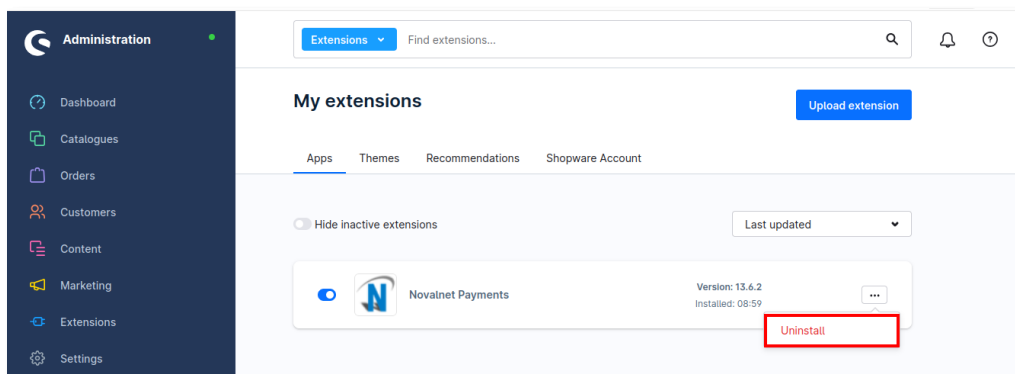 Administration
Extensions
Find extensions...
Dashboard
Catalogues
Orders
Customers
Content
Marketing
Extensions
Settings
My extensions
Upload extension
Apps
Themes
Recommendations
Shopware Account
Hide inactive extensions
Last updated
Novalnet Payments
Version: 13.6.2
Installed: 08:59
Uninstall